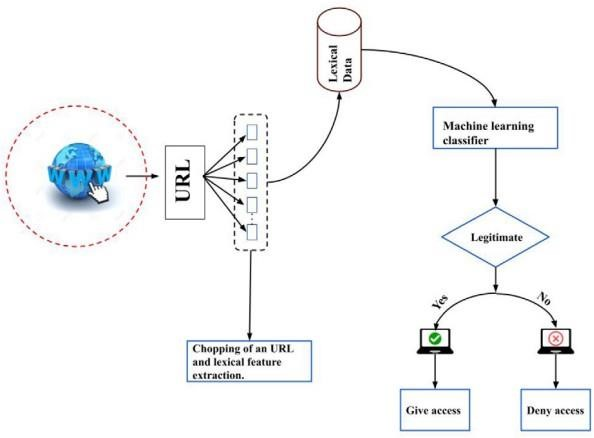 WWW
URL
Lexical
Data
Machine learning
classifier
Legitimate
Yes
No
Chopping of an URL
and lexical feature
extraction.
Give access
Deny access